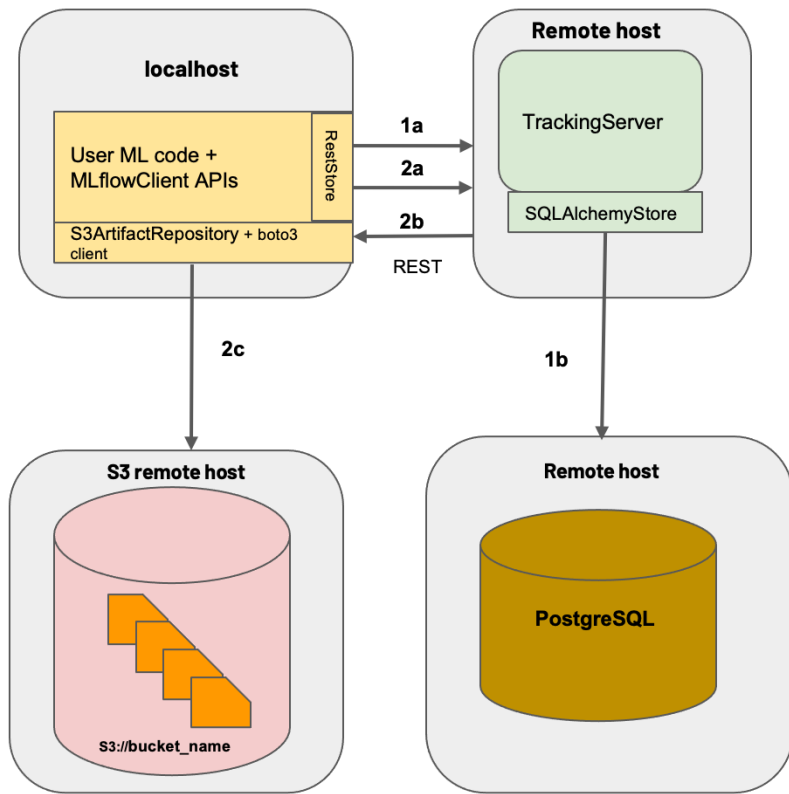 localhost
User ML code +
MLflowClient APIs
RestStore
S3ArtifactRepository + boto3
client
1a
2a
2b
REST
Remote host
TrackingServer
SQLAlchemyStore
2c
1b
S3 remote host
S3://bucket_name
Remote host
PostgreSQL